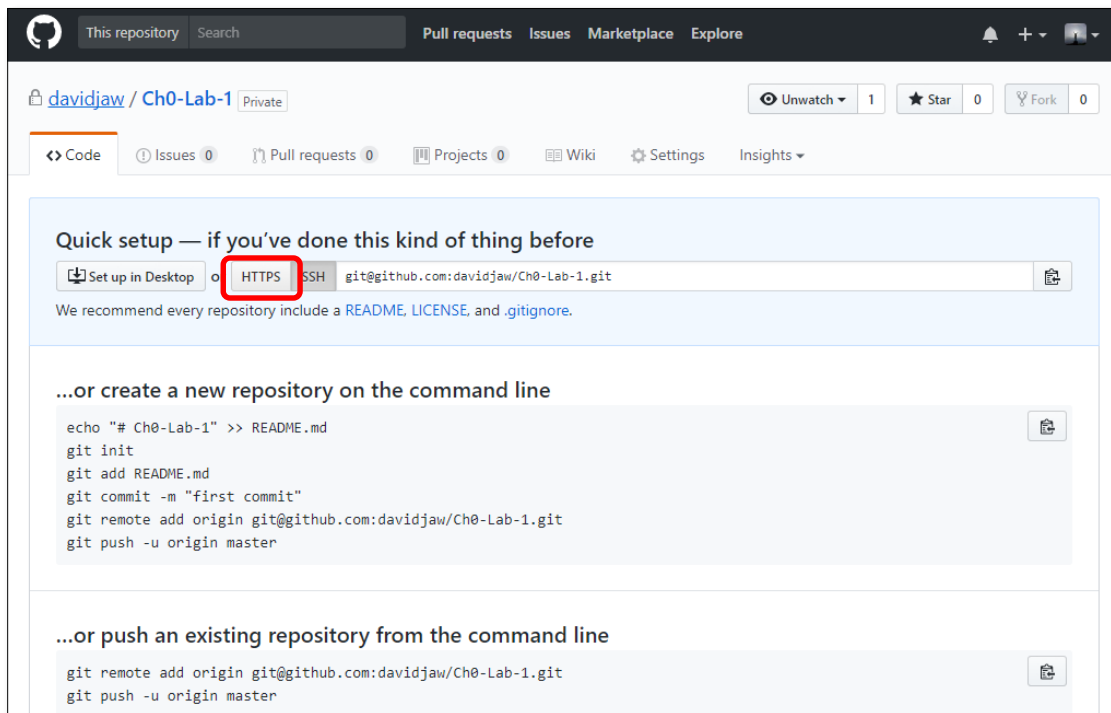 This repository Search Pull requests Issues Marketplace Explore
davidjaw / Ch0-Lab-1 Private Unwatch 1 Star 0 Fork 0
Code Issues 0 Pull requests 0 Projects 0 Wiki Settings Insights
Quick setup — if you've done this kind of thing before
Set up in Desktop o HTTPS SSH git@github.com:davidjaw/Ch0-Lab-1.git
We recommend every repository include a README, LICENSE, and .gitignore.
…or create a new repository on the command line
echo "# Ch0-Lab-1" >> README.md
git init
git add README.md
git commit -m "first commit"
git remote add origin git@github.com:davidjaw/Ch0-Lab-1.git
git push -u origin master
…or push an existing repository from the command line
git remote add origin git@github.com:davidjaw/Ch0-Lab-1.git
git push -u origin master